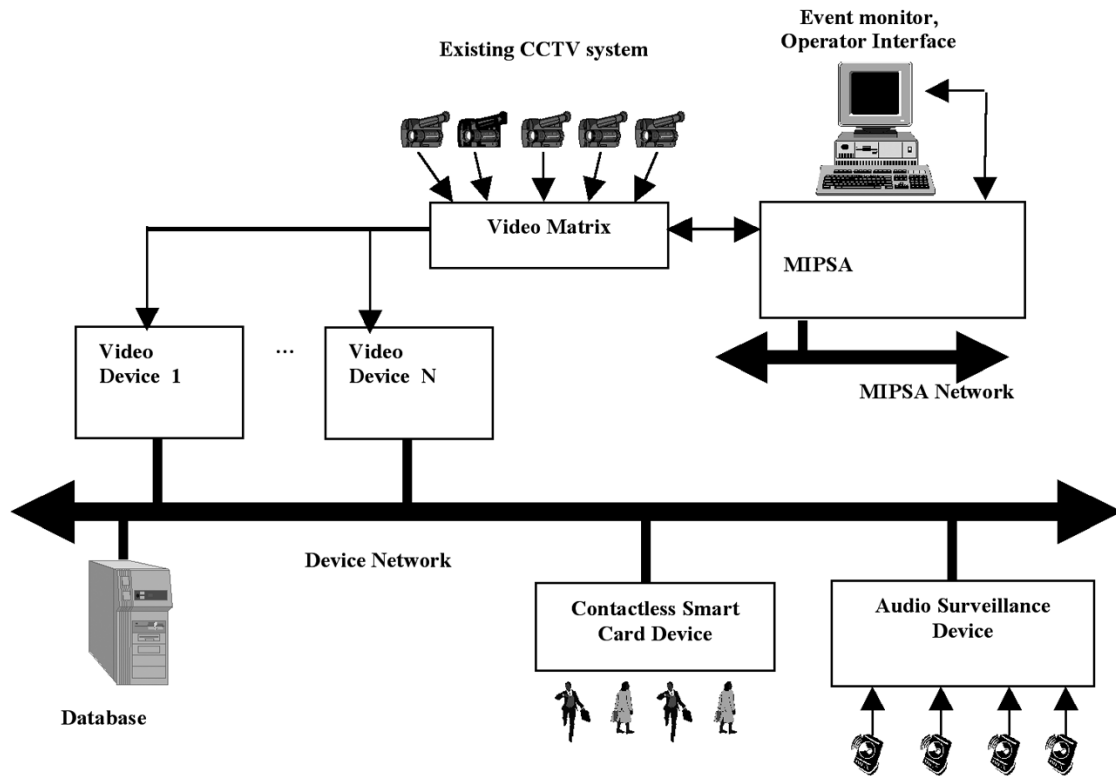 Event monitor,
Operator Interface
Existing CCTV system
Video Matrix
MIPSA
Video
Device 1
...
Video
Device N
MIPSA Network
Device Network
Contactless Smart
Card Device
Audio Surveillance
Device
Database